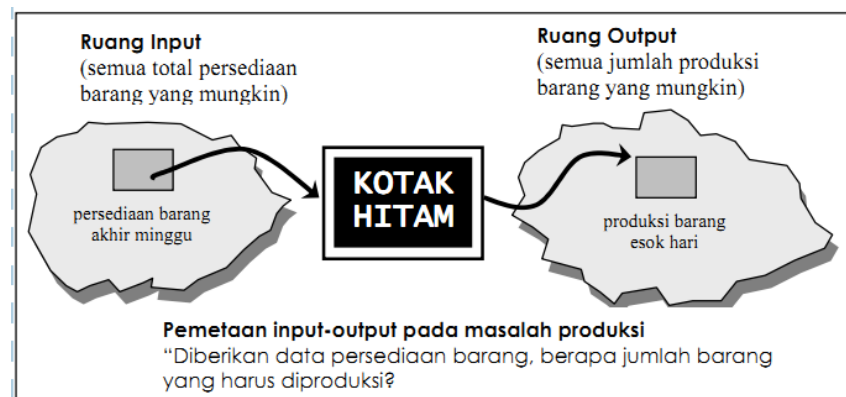 Ruang Input
(semua total persediaan
barang yang mungkin)
persediaan barang
akhir minggu
KOTAK
HITAM
Ruang Output
(semua jumlah produksi
barang yang mungkin)
produksi barang
esok hari
Pemetaan input-output pada masalah produksi
“Diberikan data persediaan barang, berapa jumlah barang
yang harus diproduksi?